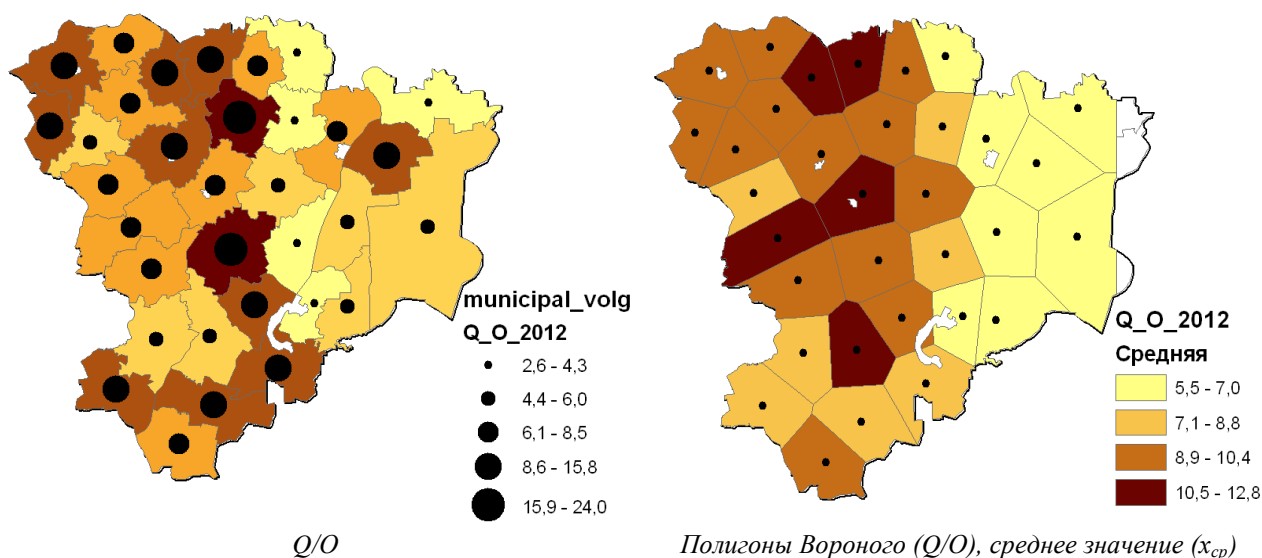 municipal_volg
Q_O_2012
2,6 - 4,3
4,4 - 6,0
6,1 - 8,5
8,6 - 15,8
15,9 - 24,0
Q/O
Q_O_2012
Средняя
5,5 - 7,0
7,1 - 8,8
8,9 - 10,4
10,5 - 12,8
Полигоны Вороного (Q/O), среднее значение (xср)